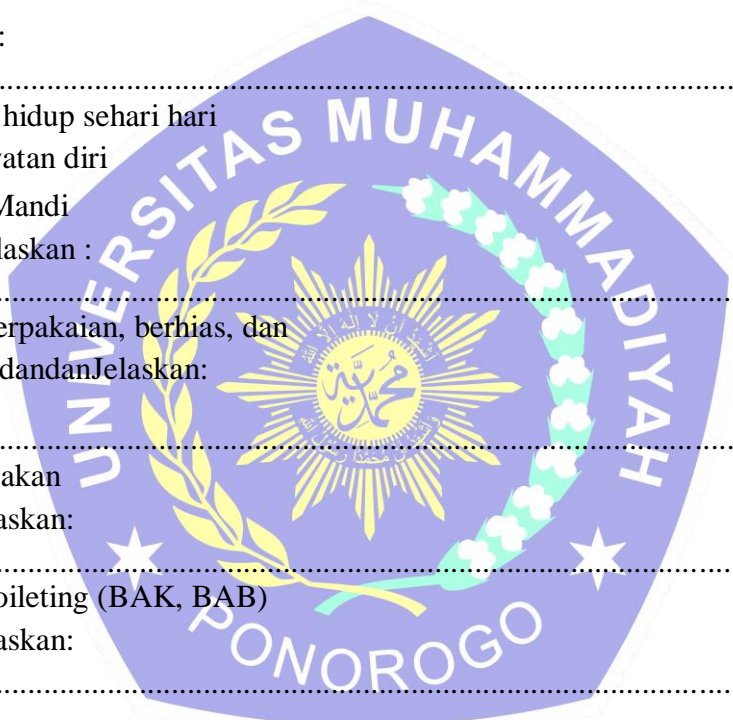 :
....................................................................................
hidup sehari hari
atan diri
Mandi
laskan :
....................................................................................
erpakaian, berhias, dan
dandanJelaskan:
....................................................................................
akan
askan:
....................................................................................
oileting (BAK, BAB)
askan:
....................................................................................
UNIVERSITAS MUHAMMADIYAH
PONOROGO